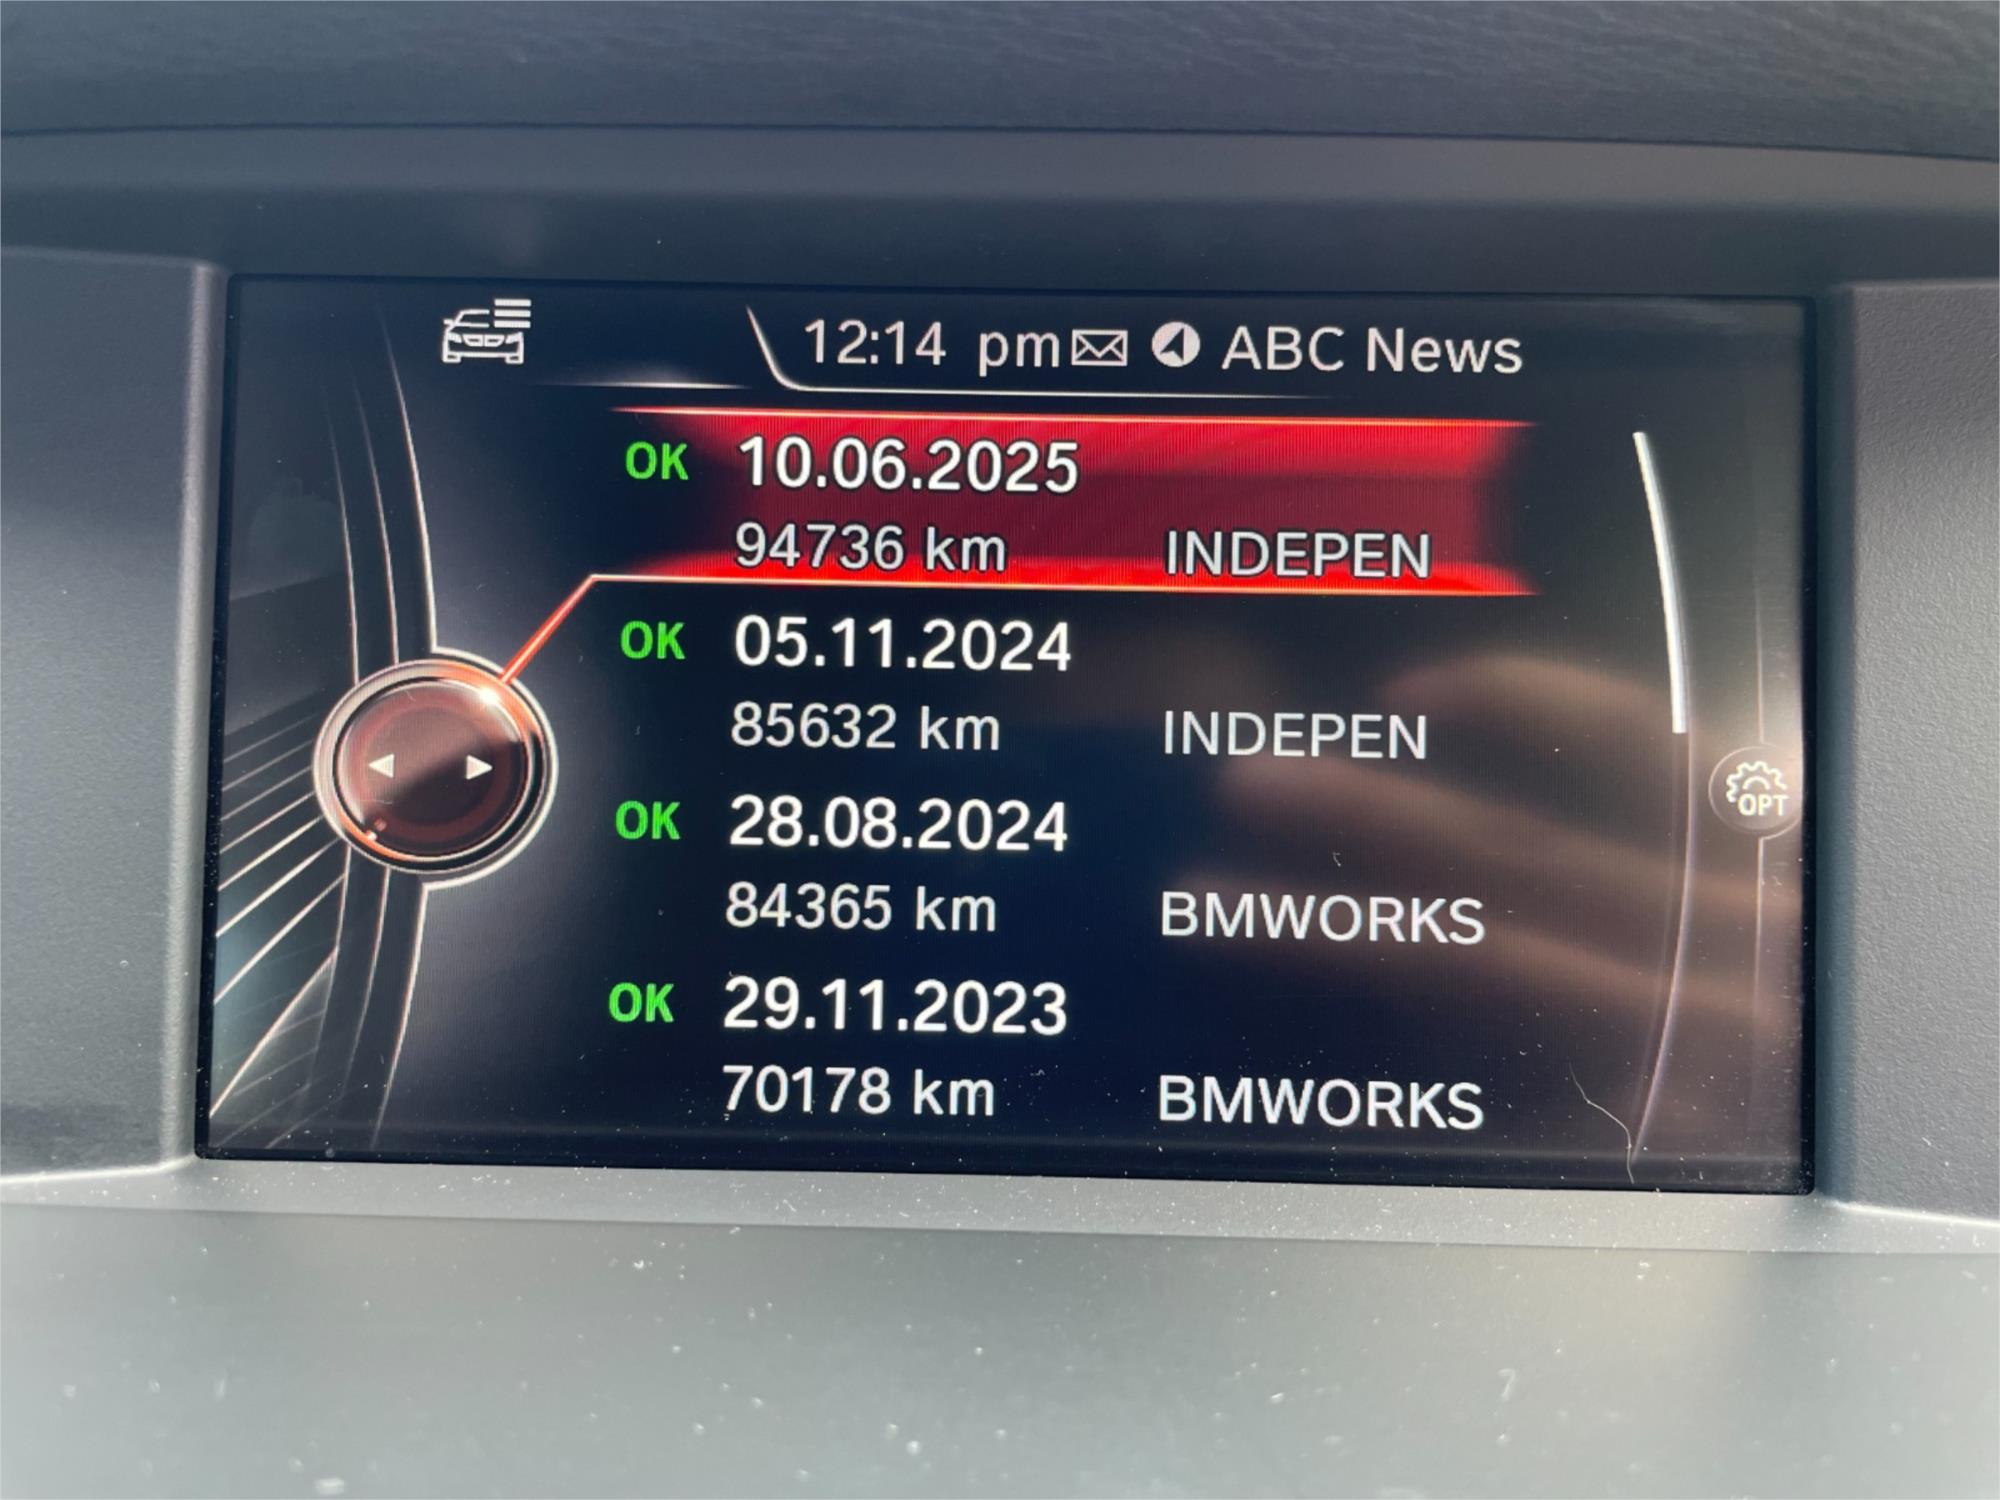 12:14 pm ABC News
OK 10.06.2025
94736 km INDEPEN
OK 05.11.2024
85632 km INDEPEN
OK 28.08.2024
84365 km BMWORKS
OK 29.11.2023
70178 km BMWORKS
OPT